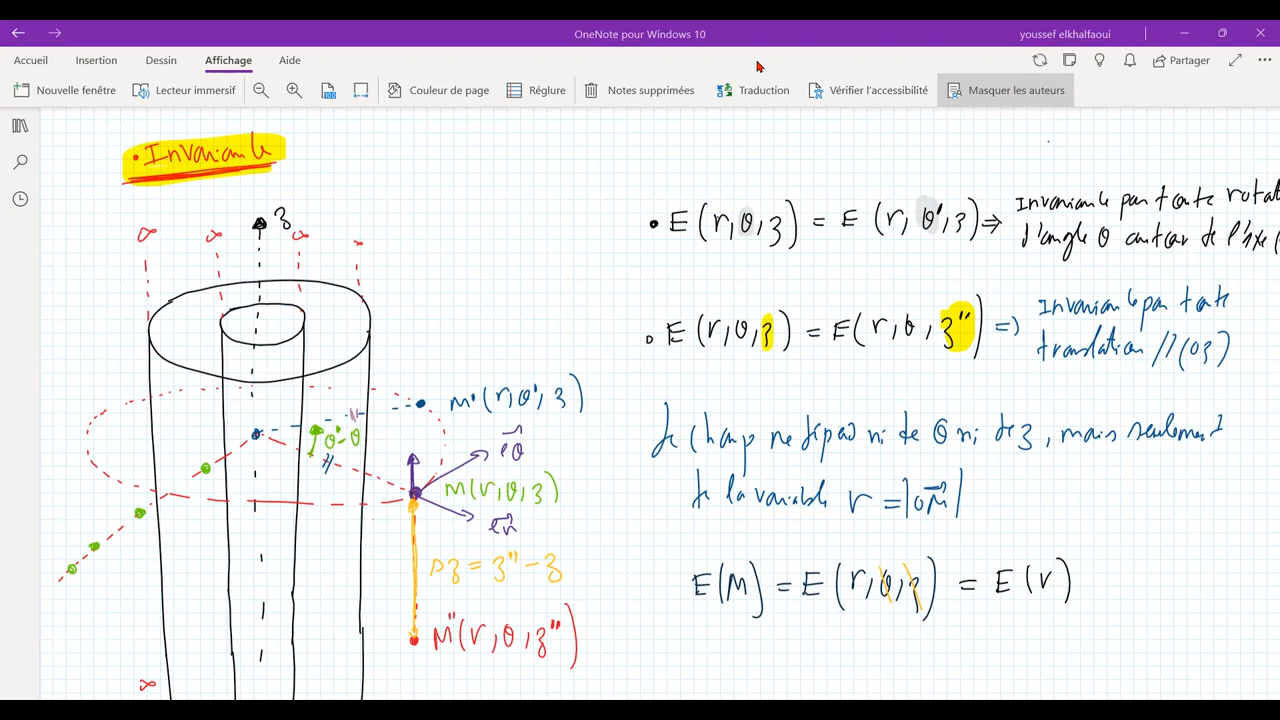 OneNote pour Windows 10
youssef elkhalfaoui
Accueil Insertion Dessin Affichage Aide
Partager
Nouvelle fenêtre Lecteur immersif Couleur de page Réglure Notes supprimées Traduction Vérifier l'accessibilité Masquer les auteurs
• Invariance
z
∞ ∞ ∞
• E(r,θ,z) = E(r,θ',z) ⇒ Invariance par toute rotat
d'angle θ autour de l'axe (
• E(r,θ,z) = E(r,θ,z'') ⇒ Invariance par toute
translation // (Oz)
M'(r,θ',z)
θ'-θ
eθ
M(r,θ,z)
er
Le champ ne dépend ni de θ ni de z, mais seulement
de la variable r = |OM|
Δz = z''-z
E(M) = E(r,θ,z) = E(r)
M''(r,θ,z'')
∞